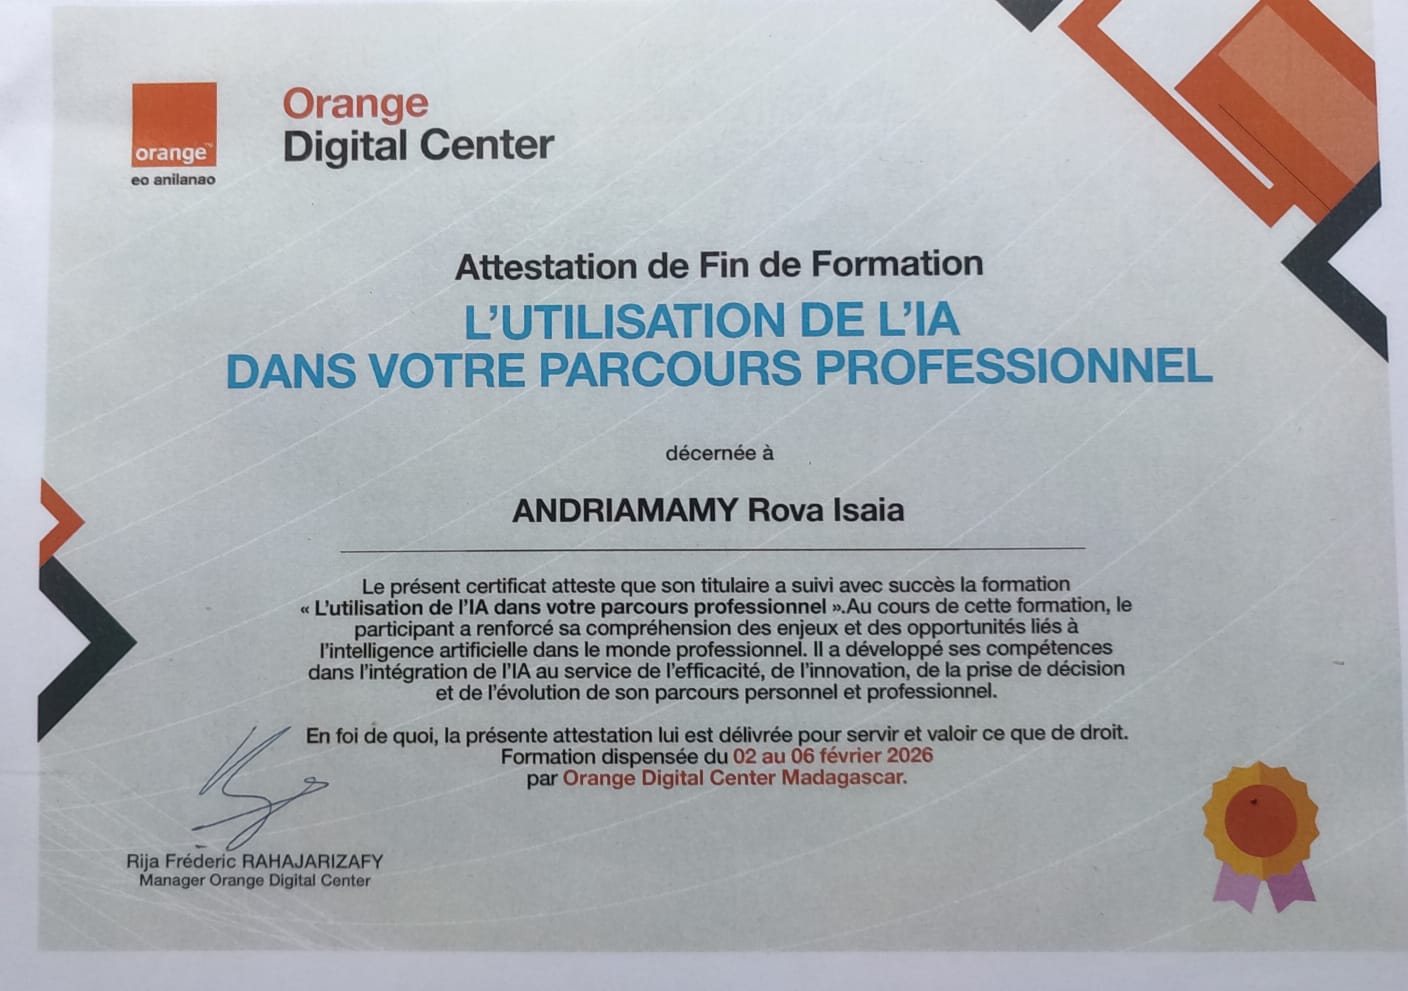 orange™
eo anilanao
Orange
Digital Center
Attestation de Fin de Formation
L'UTILISATION DE L'IA
DANS VOTRE PARCOURS PROFESSIONNEL
décernée à
ANDRIAMAMY Rova Isaia
Le présent certificat atteste que son titulaire a suivi avec succès la formation
« L'utilisation de l'IA dans votre parcours professionnel ».Au cours de cette formation, le
participant a renforcé sa compréhension des enjeux et des opportunités liés à
l'intelligence artificielle dans le monde professionnel. Il a développé ses compétences
dans l'intégration de l'IA au service de l'efficacité, de l'innovation, de la prise de décision
et de l'évolution de son parcours personnel et professionnel.
En foi de quoi, la présente attestation lui est délivrée pour servir et valoir ce que de droit.
Formation dispensée du 02 au 06 février 2026
par Orange Digital Center Madagascar.
Rija Fréderic RAHAJARIZAFY
Manager Orange Digital Center